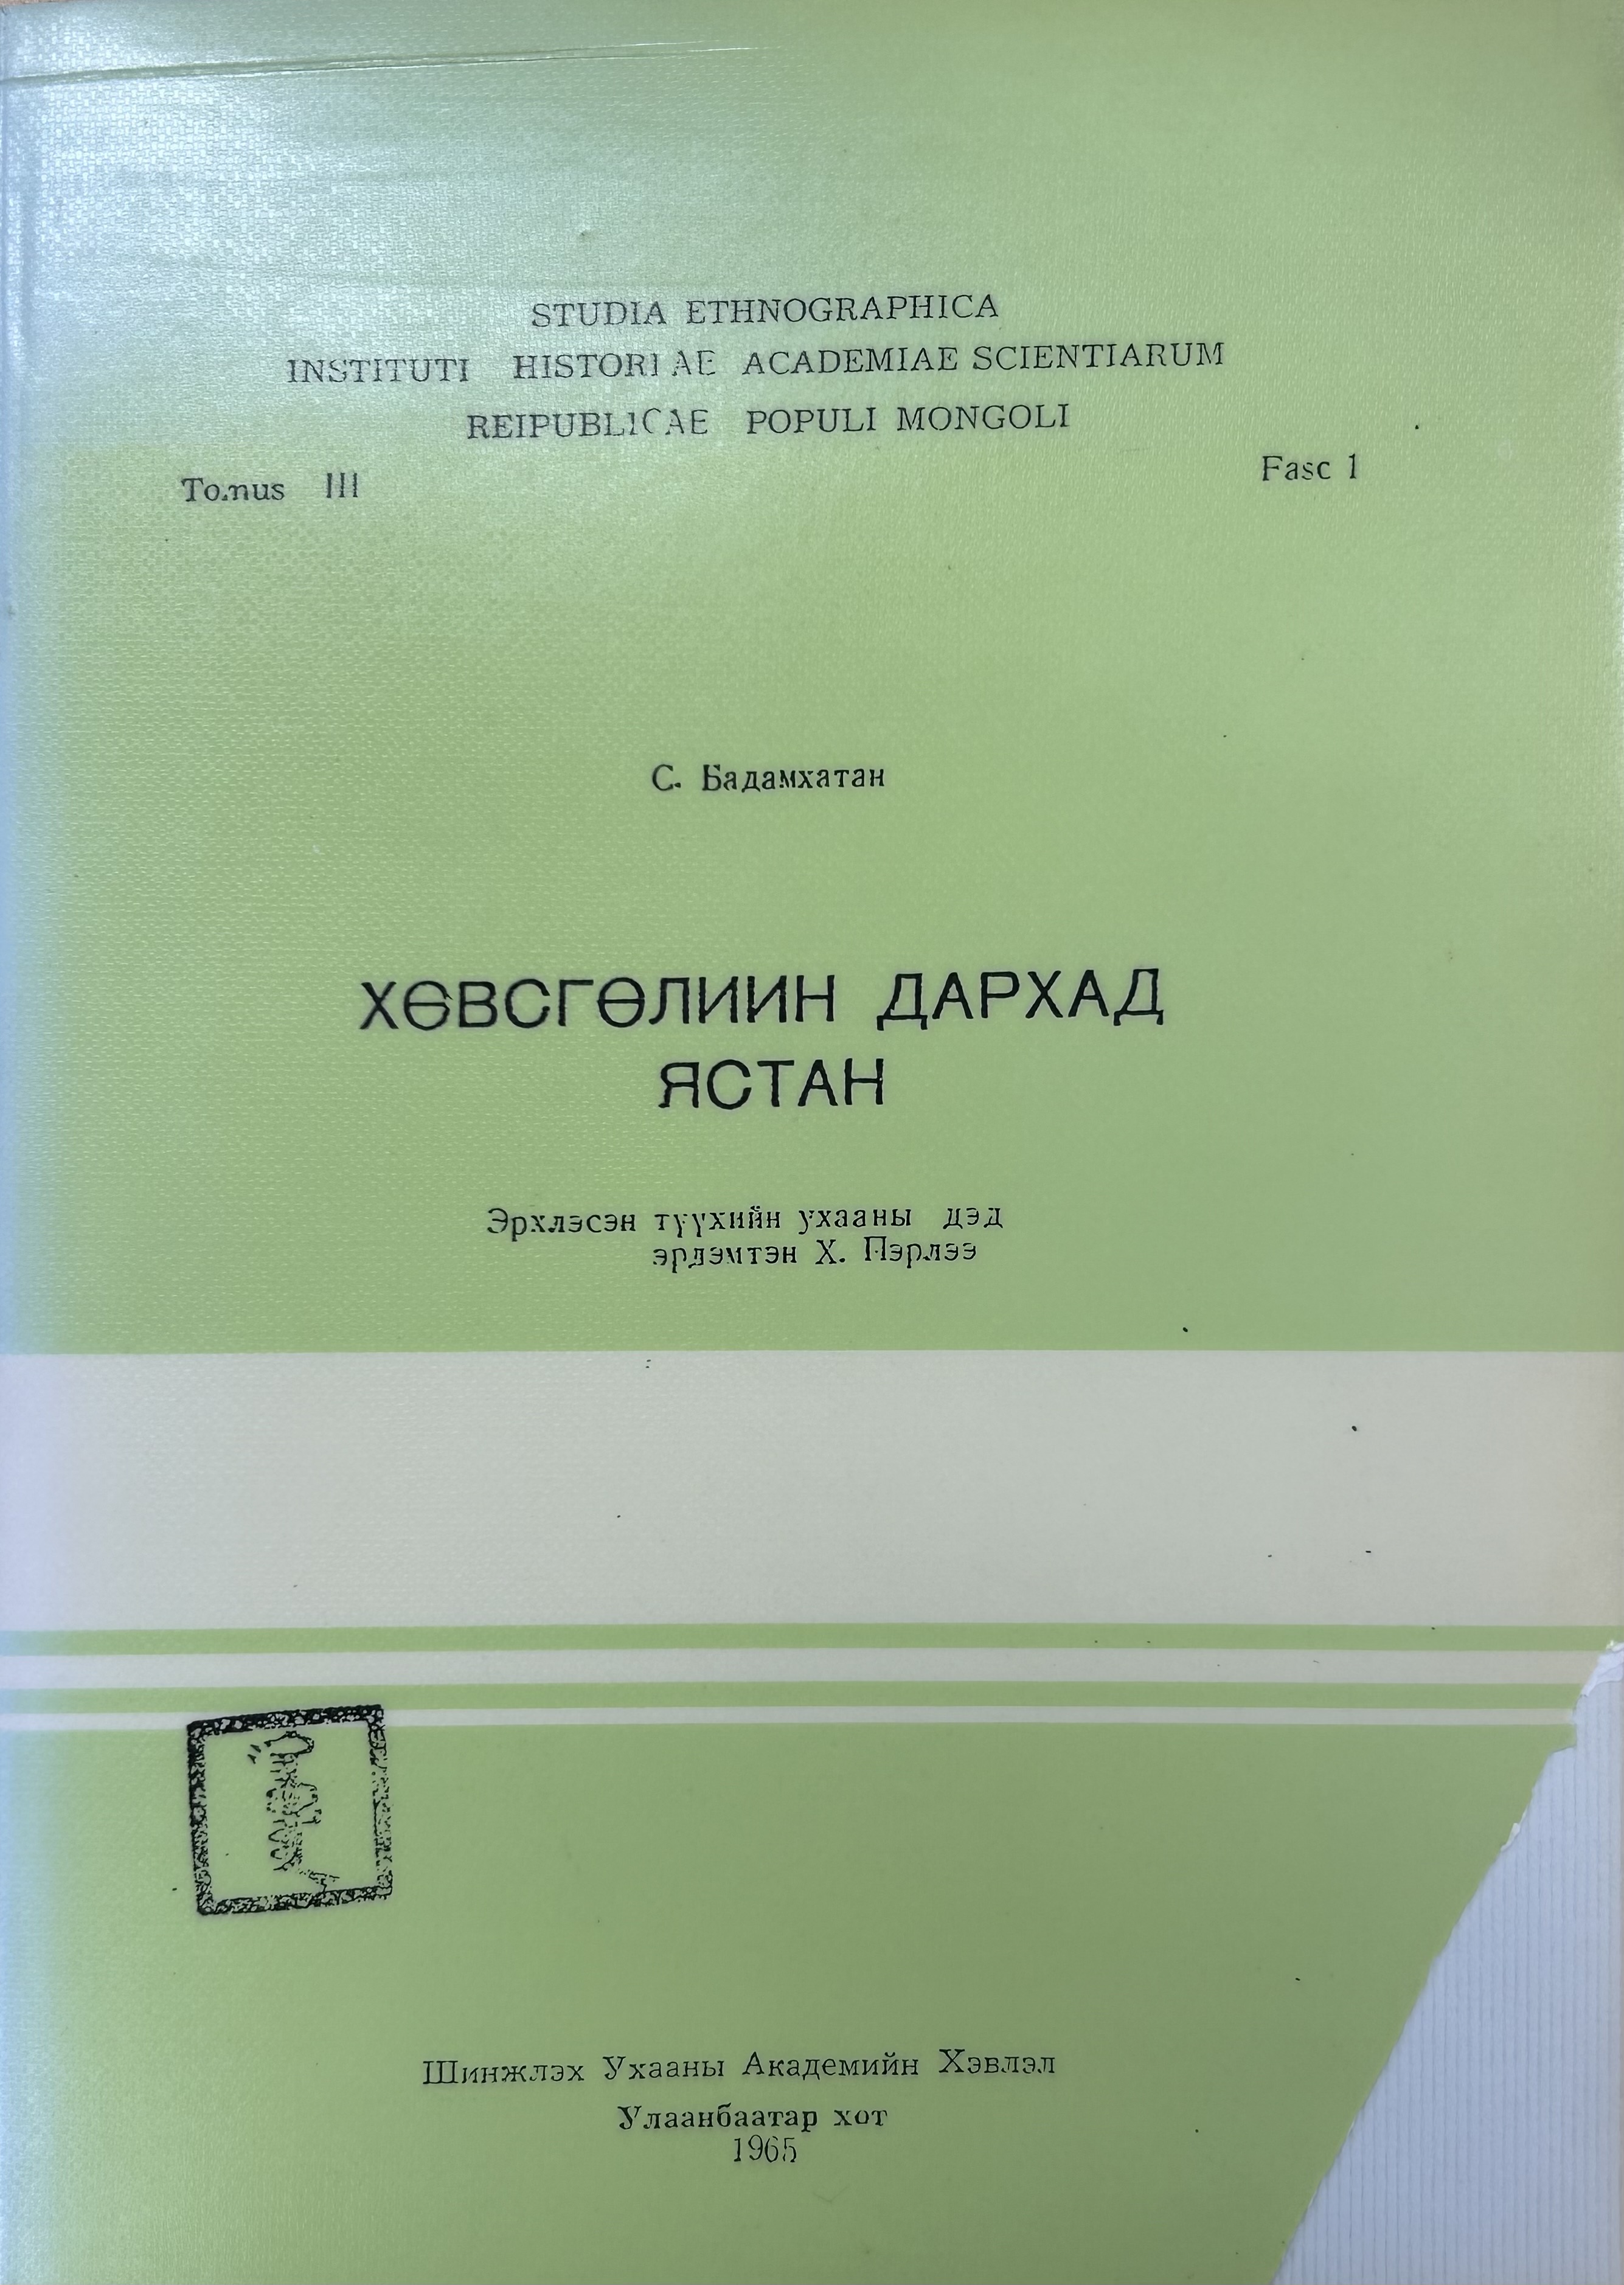 STUDIA ETHNOGRAPHICA
INSTITUTI HISTORIAE ACADEMIAE SCIENTIARUM
REIPUBLICAE POPULI MONGOLI
Tomus III
Fasc 1
С. Бадамхатан
ХӨВСГӨЛИИН ДАРХАД
ЯСТАН
Эрхлэсэн түүхийн ухааны дэд
эрдэмтэн Х. Пэрлээ
Шинжлэх Ухааны Академийн Хэвлэл
Улаанбаатар хот
1965